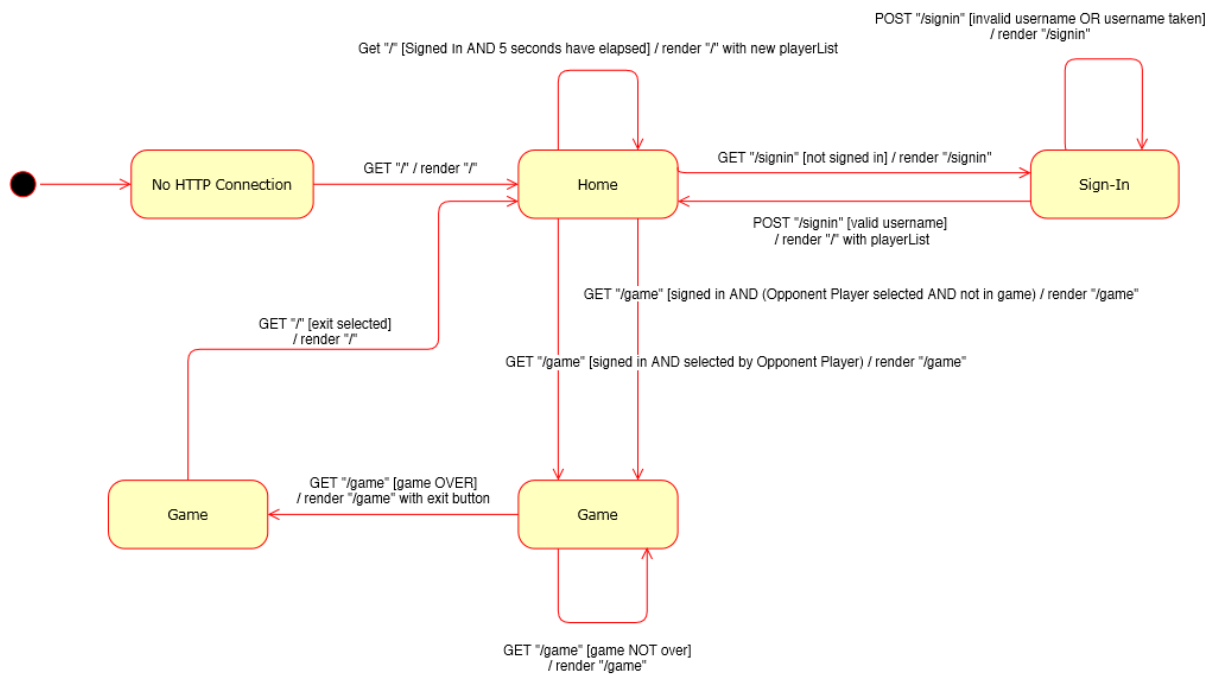 POST "/signin" [invalid username OR username taken]
/ render "/signin"
Get "/" [Signed In AND 5 seconds have elapsed] / render "/" with new playerList
No HTTP Connection
GET "/" / render "/"
Home
GET "/signin" [not signed in] / render "/signin"
Sign-In
POST "/signin" [valid username]
/ render "/" with playerList
GET "/game" [signed in AND (Opponent Player selected AND not in game) / render "/game"
GET "/" [exit selected]
/ render "/"
GET "/game" [signed in AND selected by Opponent Player) / render "/game"
Game
GET "/game" [game OVER]
/ render "/game" with exit button
Game
GET "/game" [game NOT over]
/ render "/game"